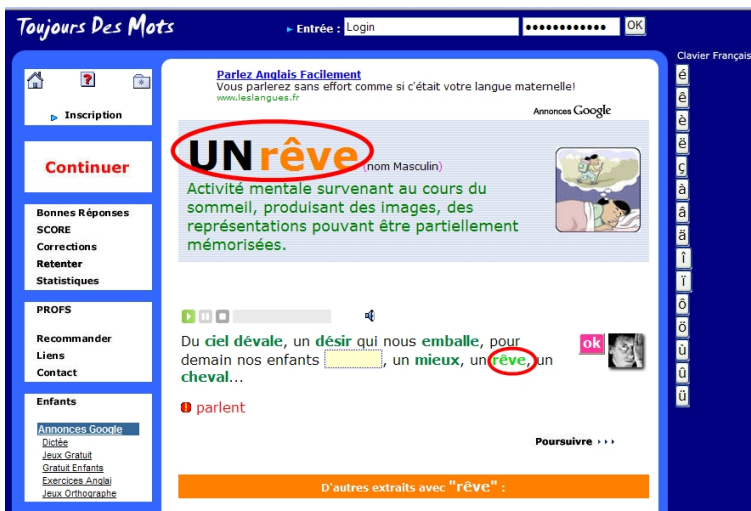 Toujours Des Mots
Entrée : Login
OK
Clavier Français
Inscription
Continuer
Bonnes Réponses
SCORE
Corrections
Retenter
Statistiques
PROFS
Recommander
Liens
Contact
Enfants
Annonces Google
Dictée
Jeux Gratuit
Gratuit Enfants
Exercices Anglai
Jeux Orthographe
Parlez Anglais Facilement
Vous parlerez sans effort comme si c'était votre langue maternelle!
www.leslangues.fr
Annonces Google
UN rêve (nom Masculin)
Activité mentale survenant au cours du
sommeil, produisant des images, des
représentations pouvant être partiellement
mémorisées.
Du ciel dévale, un désir qui nous emballe, pour
demain nos enfants , un mieux, un rêve, un
cheval...
ok
parlent
Poursuivre
D'autres extraits avec "rêve" :
é
ê
è
ë
ç
à
â
ä
î
ï
ô
ö
ù
û
ü